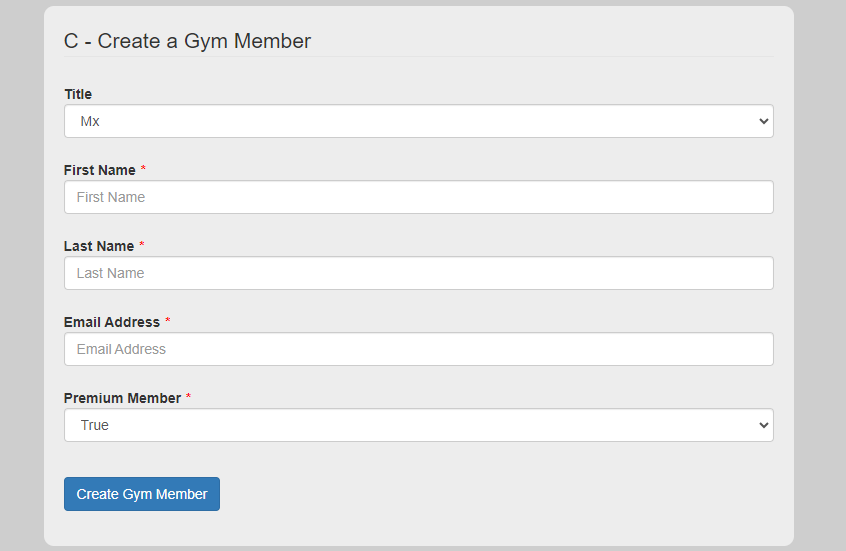 C - Create a Gym Member
Title
Mx
First Name *
First Name
Last Name *
Last Name
Email Address *
Email Address
Premium Member *
True
Create Gym Member